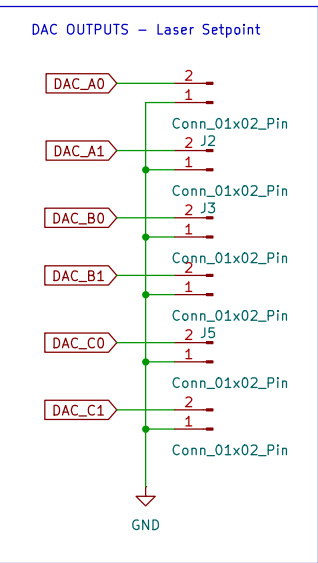 DAC OUTPUTS - Laser Setpoint
DAC_A0
2
1
Conn_01x02_Pin
DAC_A1
2
J2
1
Conn_01x02_Pin
DAC_B0
2
J3
1
Conn_01x02_Pin
DAC_B1
2
1
Conn_01x02_Pin
DAC_C0
2
J5
1
Conn_01x02_Pin
DAC_C1
2
1
Conn_01x02_Pin
GND